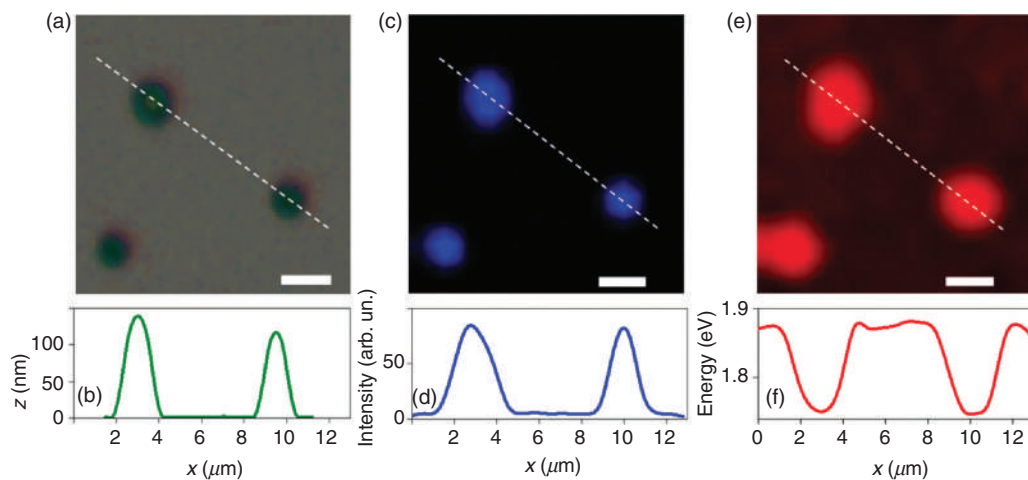 (a)
(c)
(e)
z (nm)
100
50
0
(b)
2 4 6 8 10 12
x (μm)
Intensity (arb. un.)
50
0
(d)
2 4 6 8 10 12
x (μm)
Energy (eV)
1.9
1.8
(f)
0 2 4 6 8 10 12
x (μm)